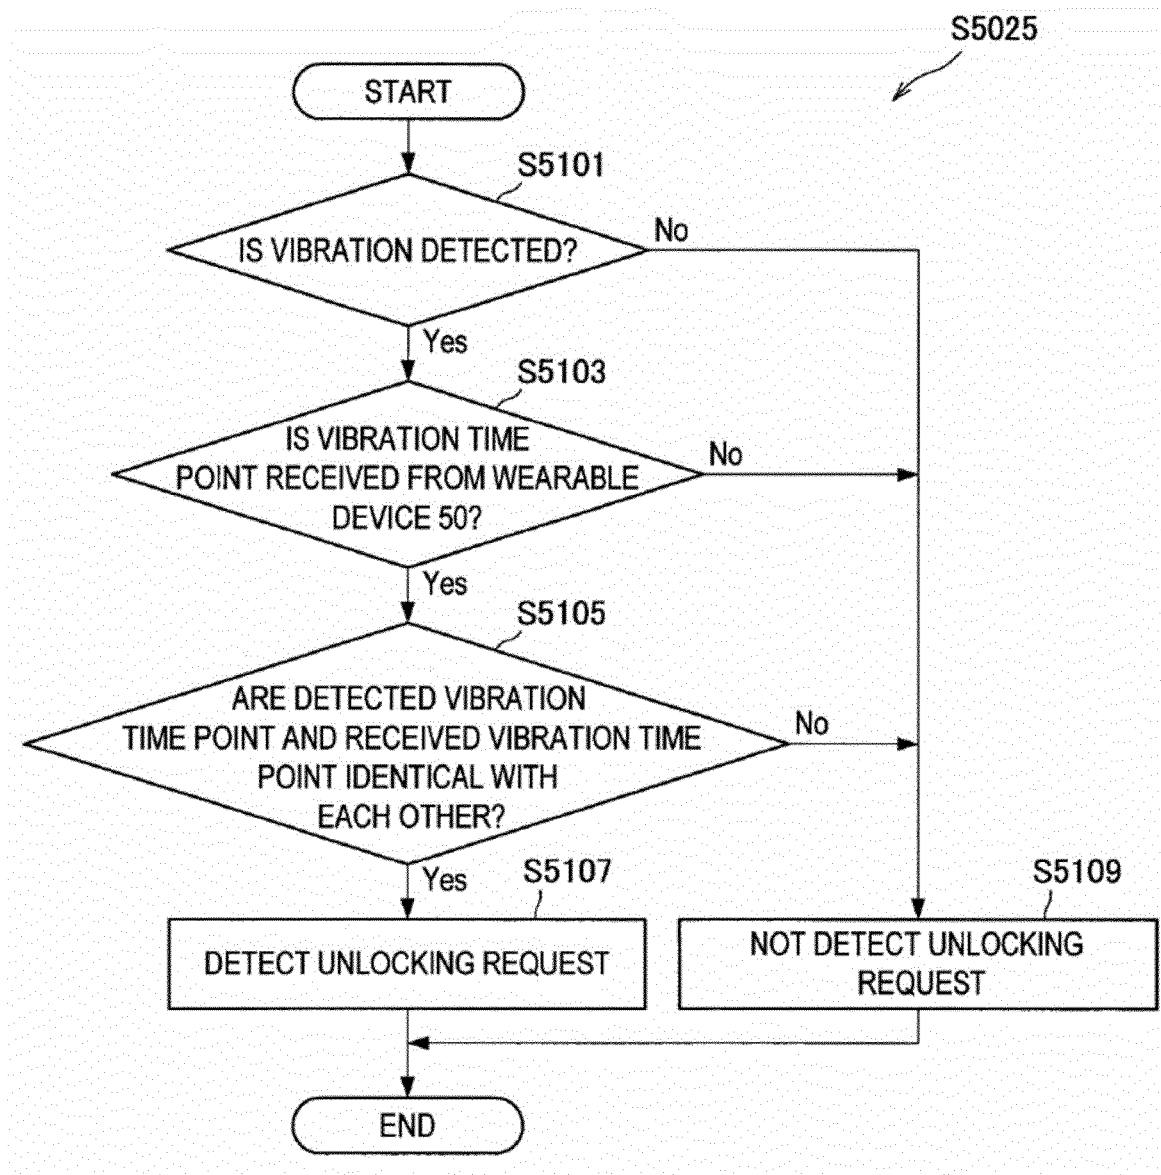 S5025
START
S5101
IS VIBRATION DETECTED?
No
Yes
S5103
IS VIBRATION TIME
POINT RECEIVED FROM WEARABLE
DEVICE 50?
No
Yes
S5105
ARE DETECTED VIBRATION
TIME POINT AND RECEIVED VIBRATION TIME
POINT IDENTICAL WITH
EACH OTHER?
No
Yes
S5107
DETECT UNLOCKING REQUEST
S5109
NOT DETECT UNLOCKING
REQUEST
END